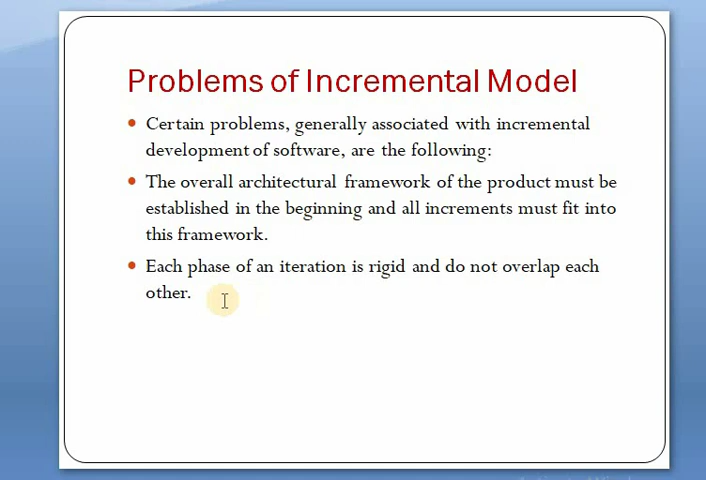 Problems of Incremental Model
• Certain problems, generally associated with incremental
development of software, are the following:
• The overall architectural framework of the product must be
established in the beginning and all increments must fit into
this framework.
• Each phase of an iteration is rigid and do not overlap each
other.